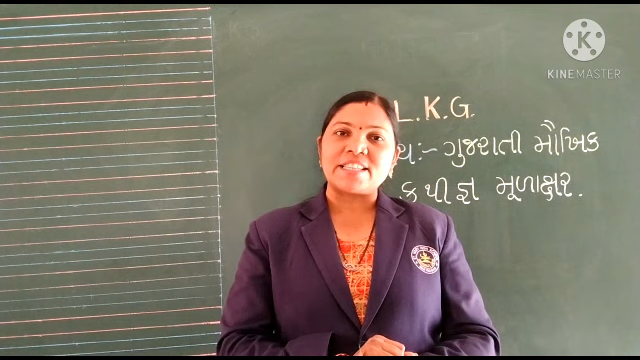 KINEMASTER
L.K.G.
ય:- ગુજરાતી મૌખિક
ક થી જ્ઞ મૂળાક્ષર.